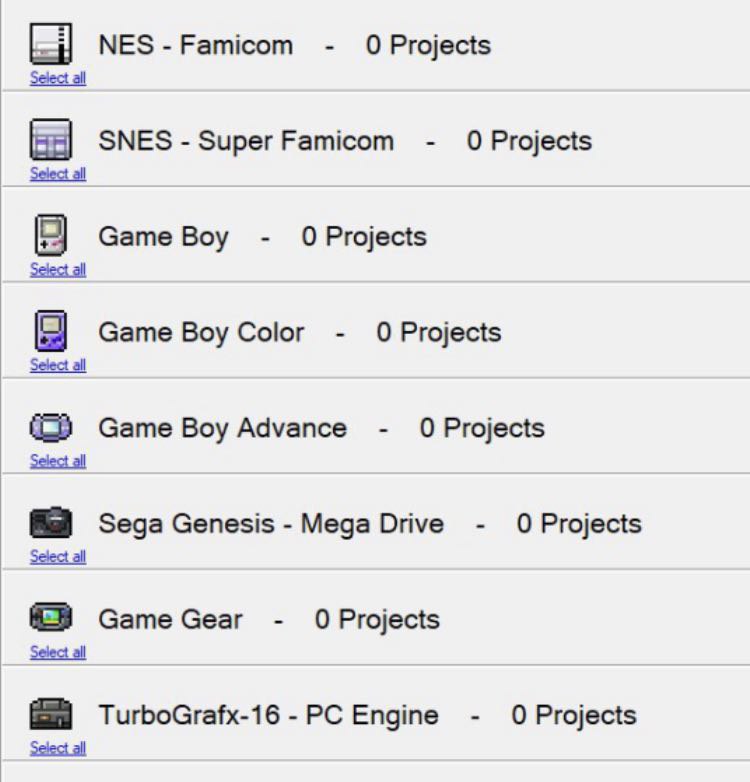 NES - Famicom - 0 Projects
Select all
SNES - Super Famicom - 0 Projects
Select all
Game Boy - 0 Projects
Select all
Game Boy Color - 0 Projects
Select all
Game Boy Advance - 0 Projects
Select all
Sega Genesis - Mega Drive - 0 Projects
Select all
Game Gear - 0 Projects
Select all
TurboGrafx-16 - PC Engine - 0 Projects
Select all